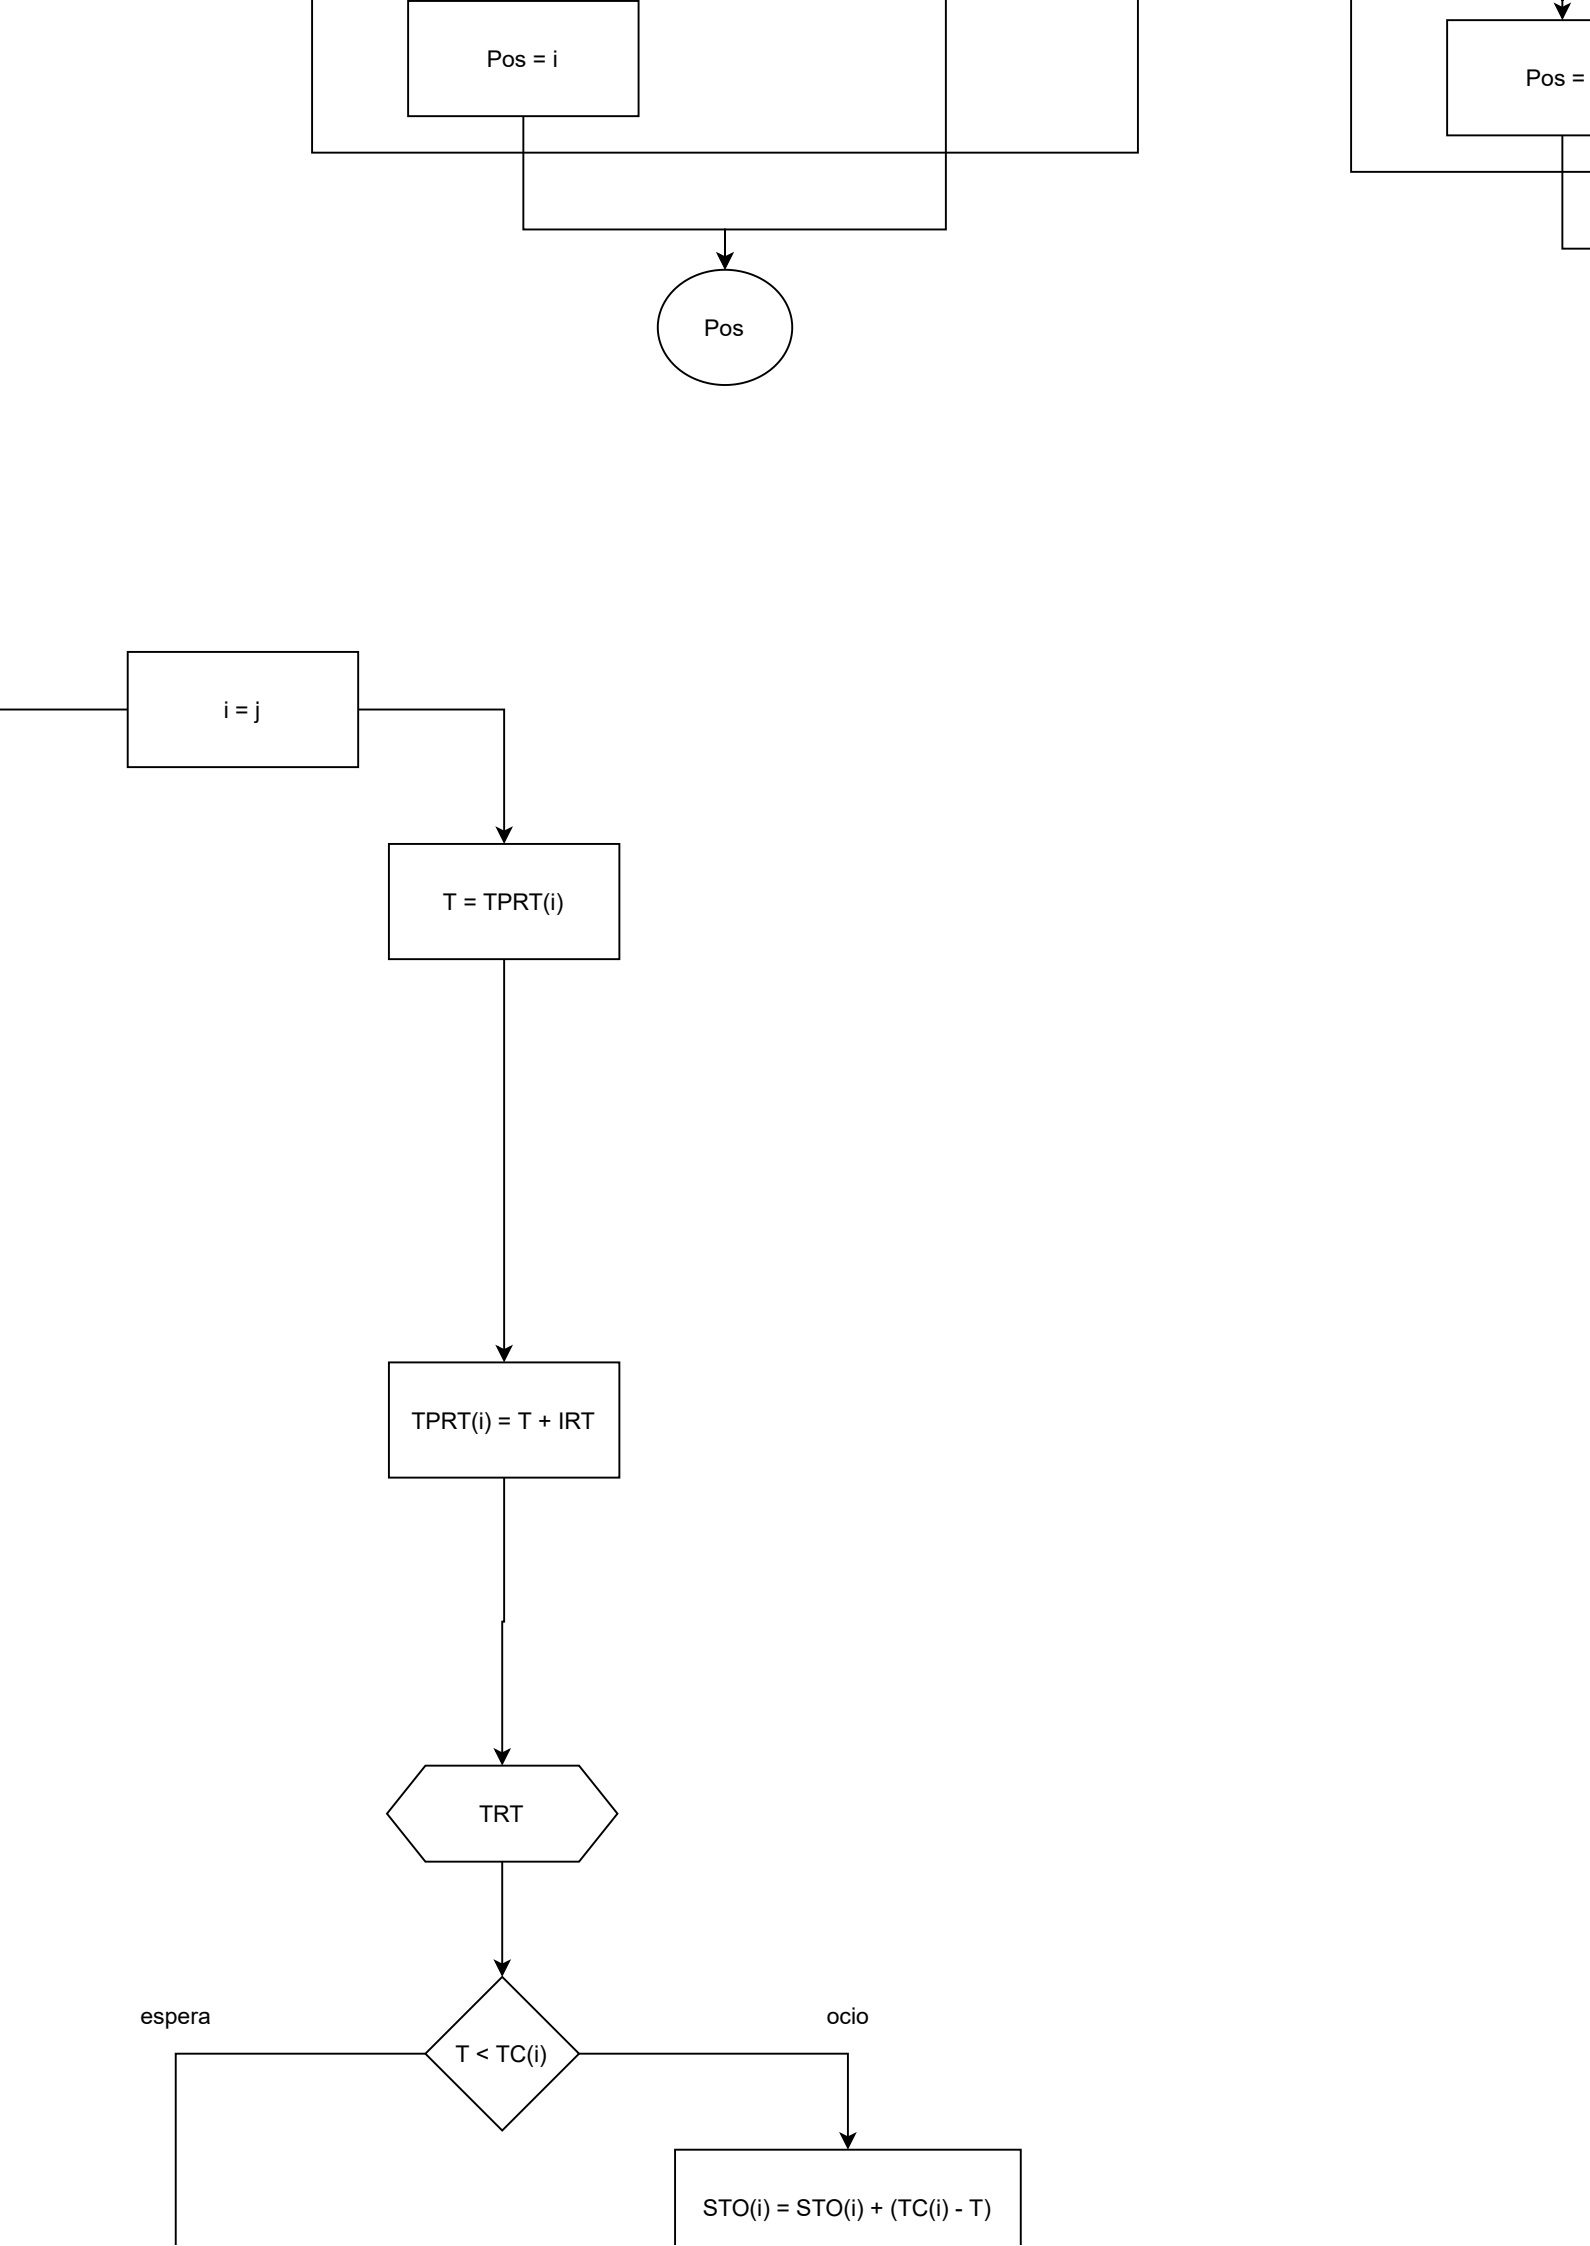 Pos = i
Pos =
Pos
i = j
T = TPRT(i)
TPRT(i) = T + IRT
TRT
espera
ocio
T < TC(i)
STO(i) = STO(i) + (TC(i) - T)